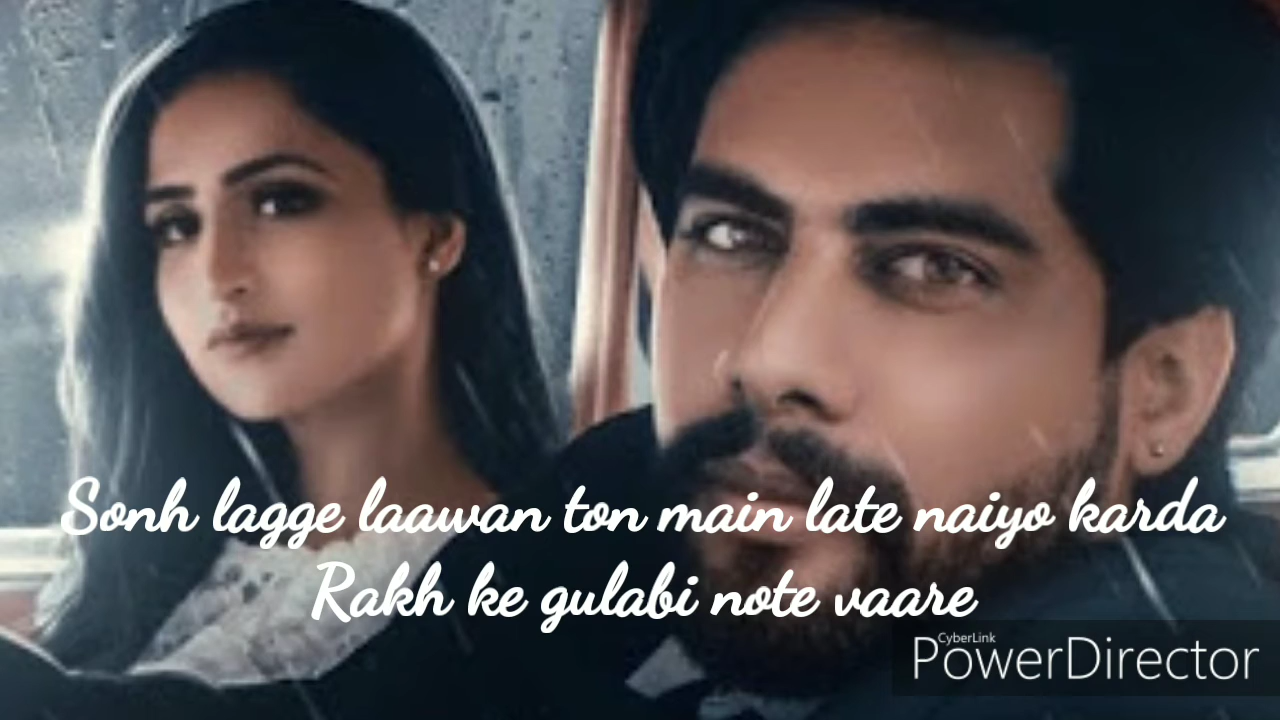 Sonh lagge laawan ton main late naiyo karda
Rakh ke gulabi note vaare
CyberLink
PowerDirector